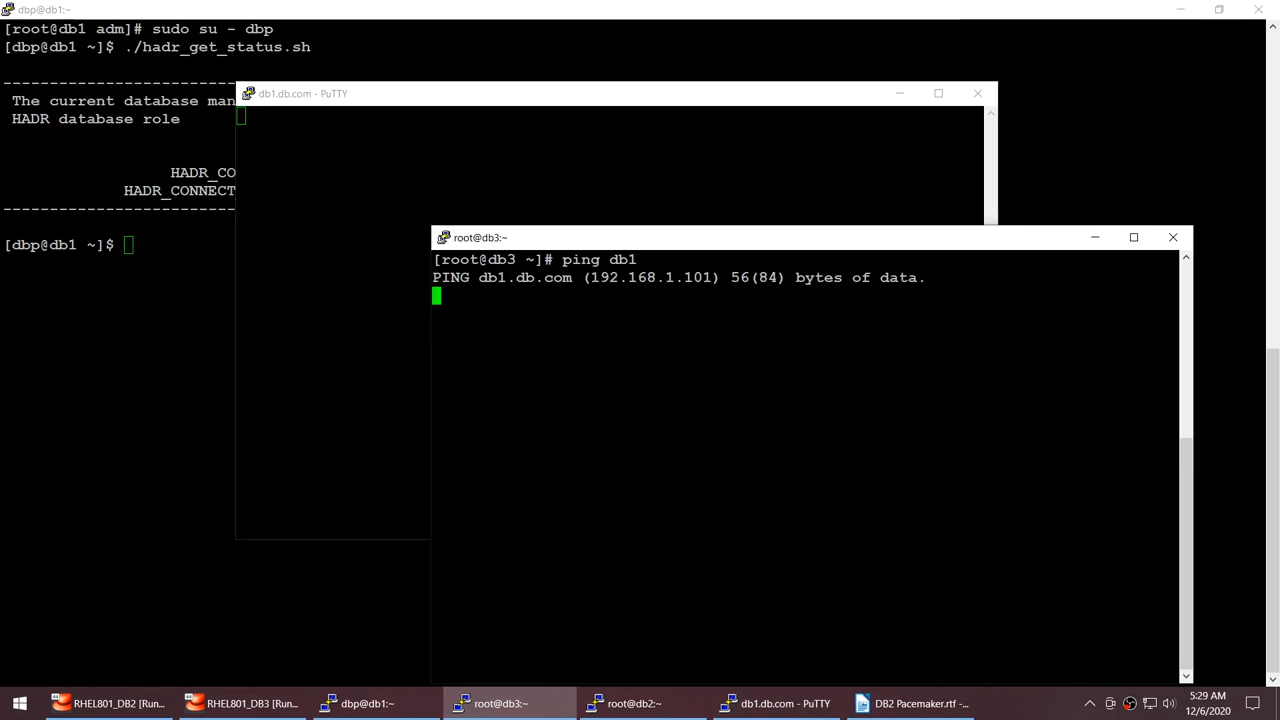 dbp@db1:~
[root@db1 adm]# sudo su - dbp
[dbp@db1 ~]$ ./hadr_get_status.sh
--------------------
The current database man
HADR database role
HADR_CO
HADR_CONNECT
--------------------
[dbp@db1 ~]$
db1.db.com - PuTTY
root@db3:~
[root@db3 ~]# ping db1
PING db1.db.com (192.168.1.101) 56(84) bytes of data.
RHEL801_DB2 [Run...
RHEL801_DB3 [Run...
dbp@db1:~
root@db3:~
root@db2:~
db1.db.com - PuTTY
DB2 Pacemaker.rtf -...
5:29 AM
12/6/2020